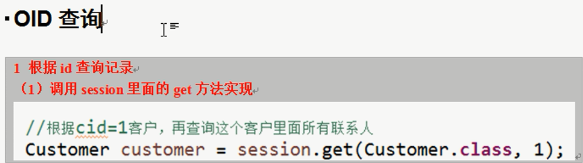 OID 查询
1 根据 id 查询记录
（1）调用 session 里面的 get 方法实现
//根据cid=1客户，再查询这个客户里面所有联系人
Customer customer = session.get(Customer.class, 1);